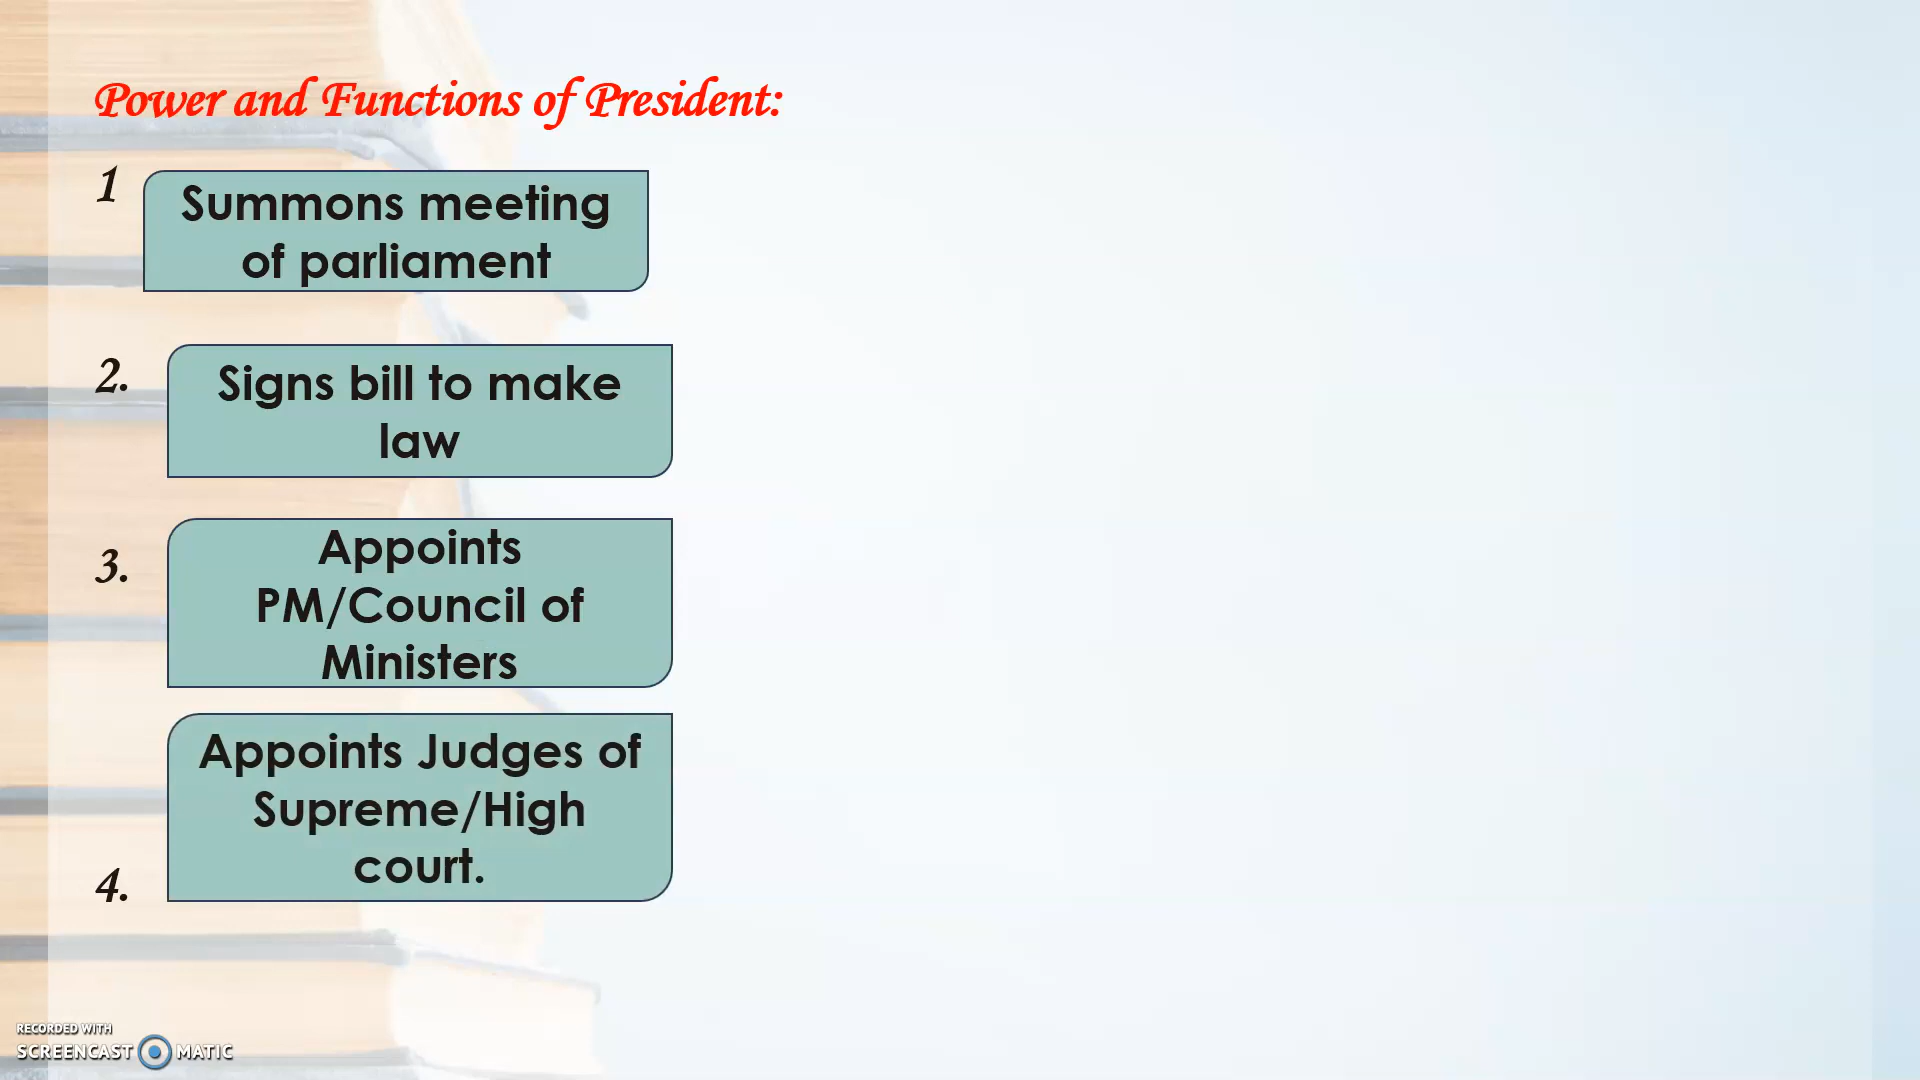 Power and Functions of President:
1
Summons meeting
of parliament
2.
Signs bill to make
law
3.
Appoints
PM/Council of
Ministers
4.
Appoints Judges of
Supreme/High
court.
RECORDED WITH
SCREENCAST MATIC